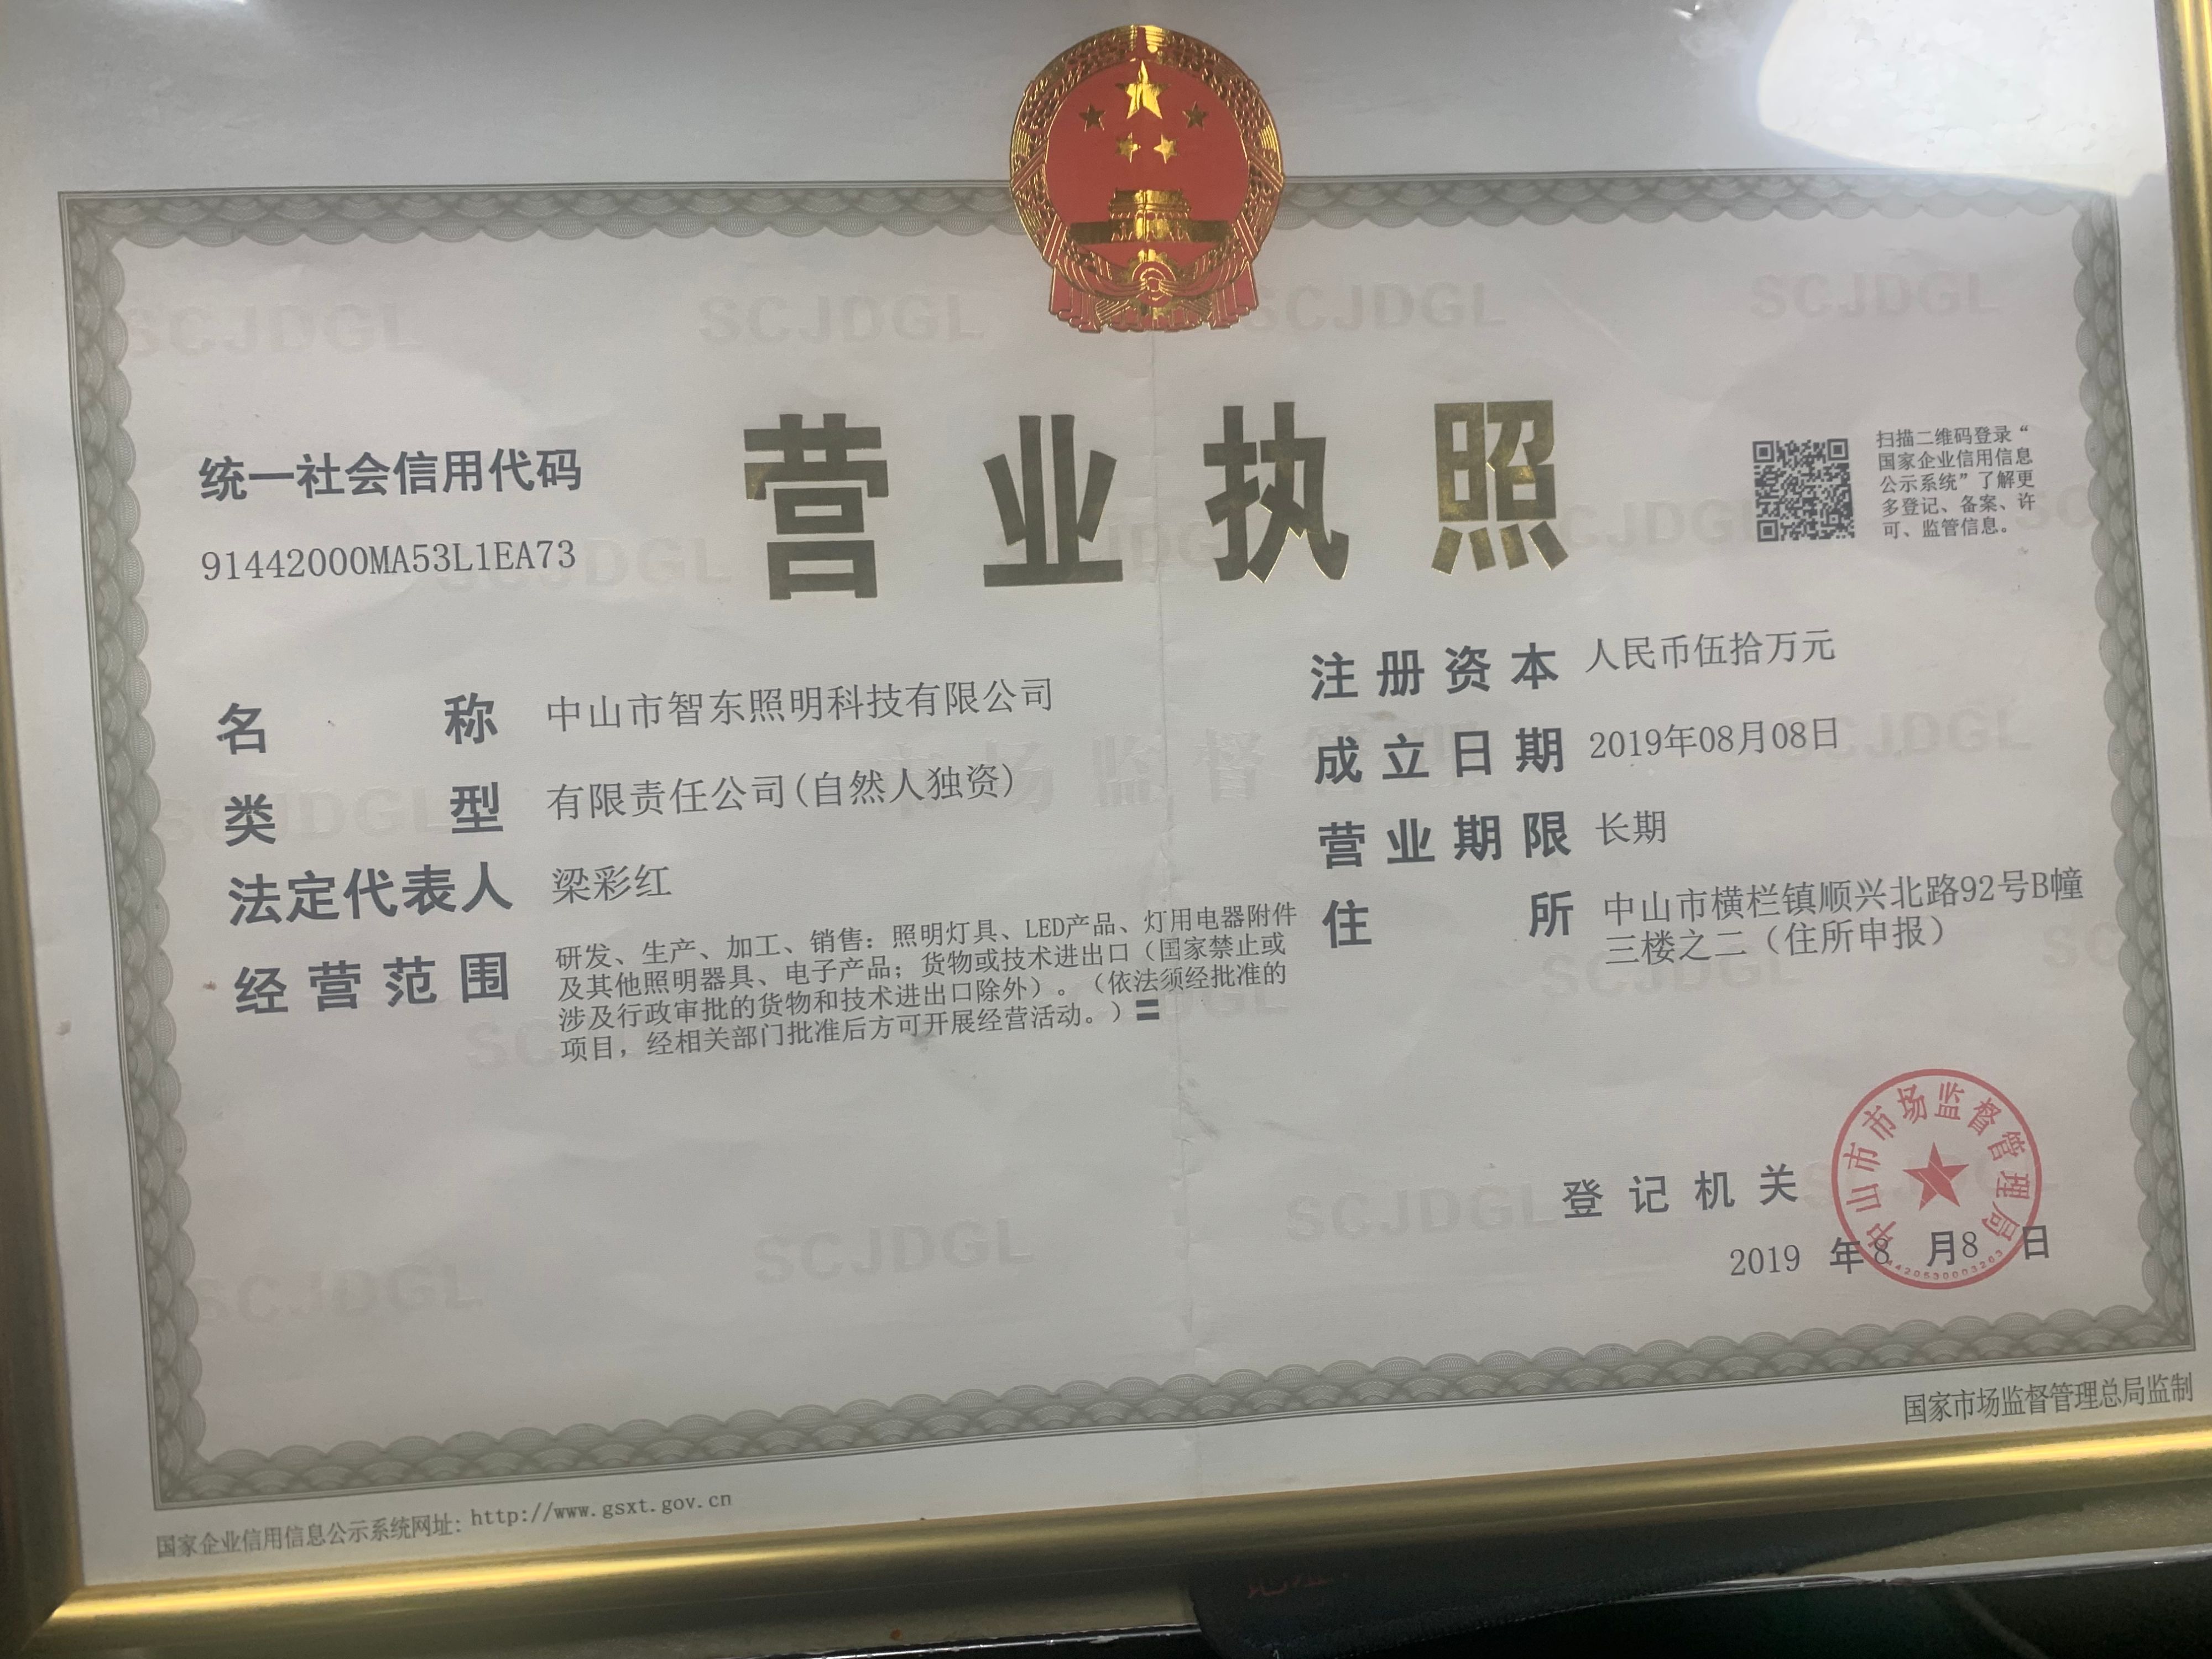 营业执照
统一社会信用代码
91442000MA53L1EA73
扫描二维码登录“
国家企业信用信息
公示系统”了解更
多登记、备案、许
可、监管信息。
名称 中山市智东照明科技有限公司
类型 有限责任公司(自然人独资)
法定代表人 梁彩红
经营范围 研发、生产、加工、销售：照明灯具、LED产品、灯用电器附件
及其他照明器具、电子产品；货物或技术进出口（国家禁止或
涉及行政审批的货物和技术进出口除外）。（依法须经批准的
项目，经相关部门批准后方可开展经营活动。）〓
注册资本 人民币伍拾万元
成立日期 2019年08月08日
营业期限 长期
住所 中山市横栏镇顺兴北路92号B幢
三楼之二（住所申报）
登记机关
中山市市场监督管理局
2019 年8 月8 日
国家企业信用信息公示系统网址：http://www.gsxt.gov.cn
国家市场监督管理总局监制
SCJDGL